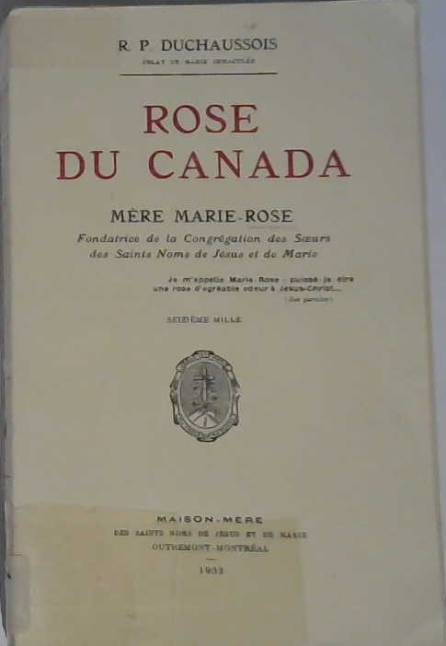 R. P. DUCHAUSSOIS
OBLAT DE MARIE IMMACULÉE
ROSE
DU CANADA
MÈRE MARIE-ROSE
Fondatrice de la Congrégation des Sœurs
des Saints Noms de Jésus et de Marie
Je m'appelle Marie-Rose : puissé-je être
une rose d'agréable odeur à Jésus-Christ...
(Ses paroles)
SEIZIÈME MILLE
MAISON-MÈRE
DES SAINTS NOMS DE JÉSUS ET DE MARIE
OUTREMONT-MONTRÉAL